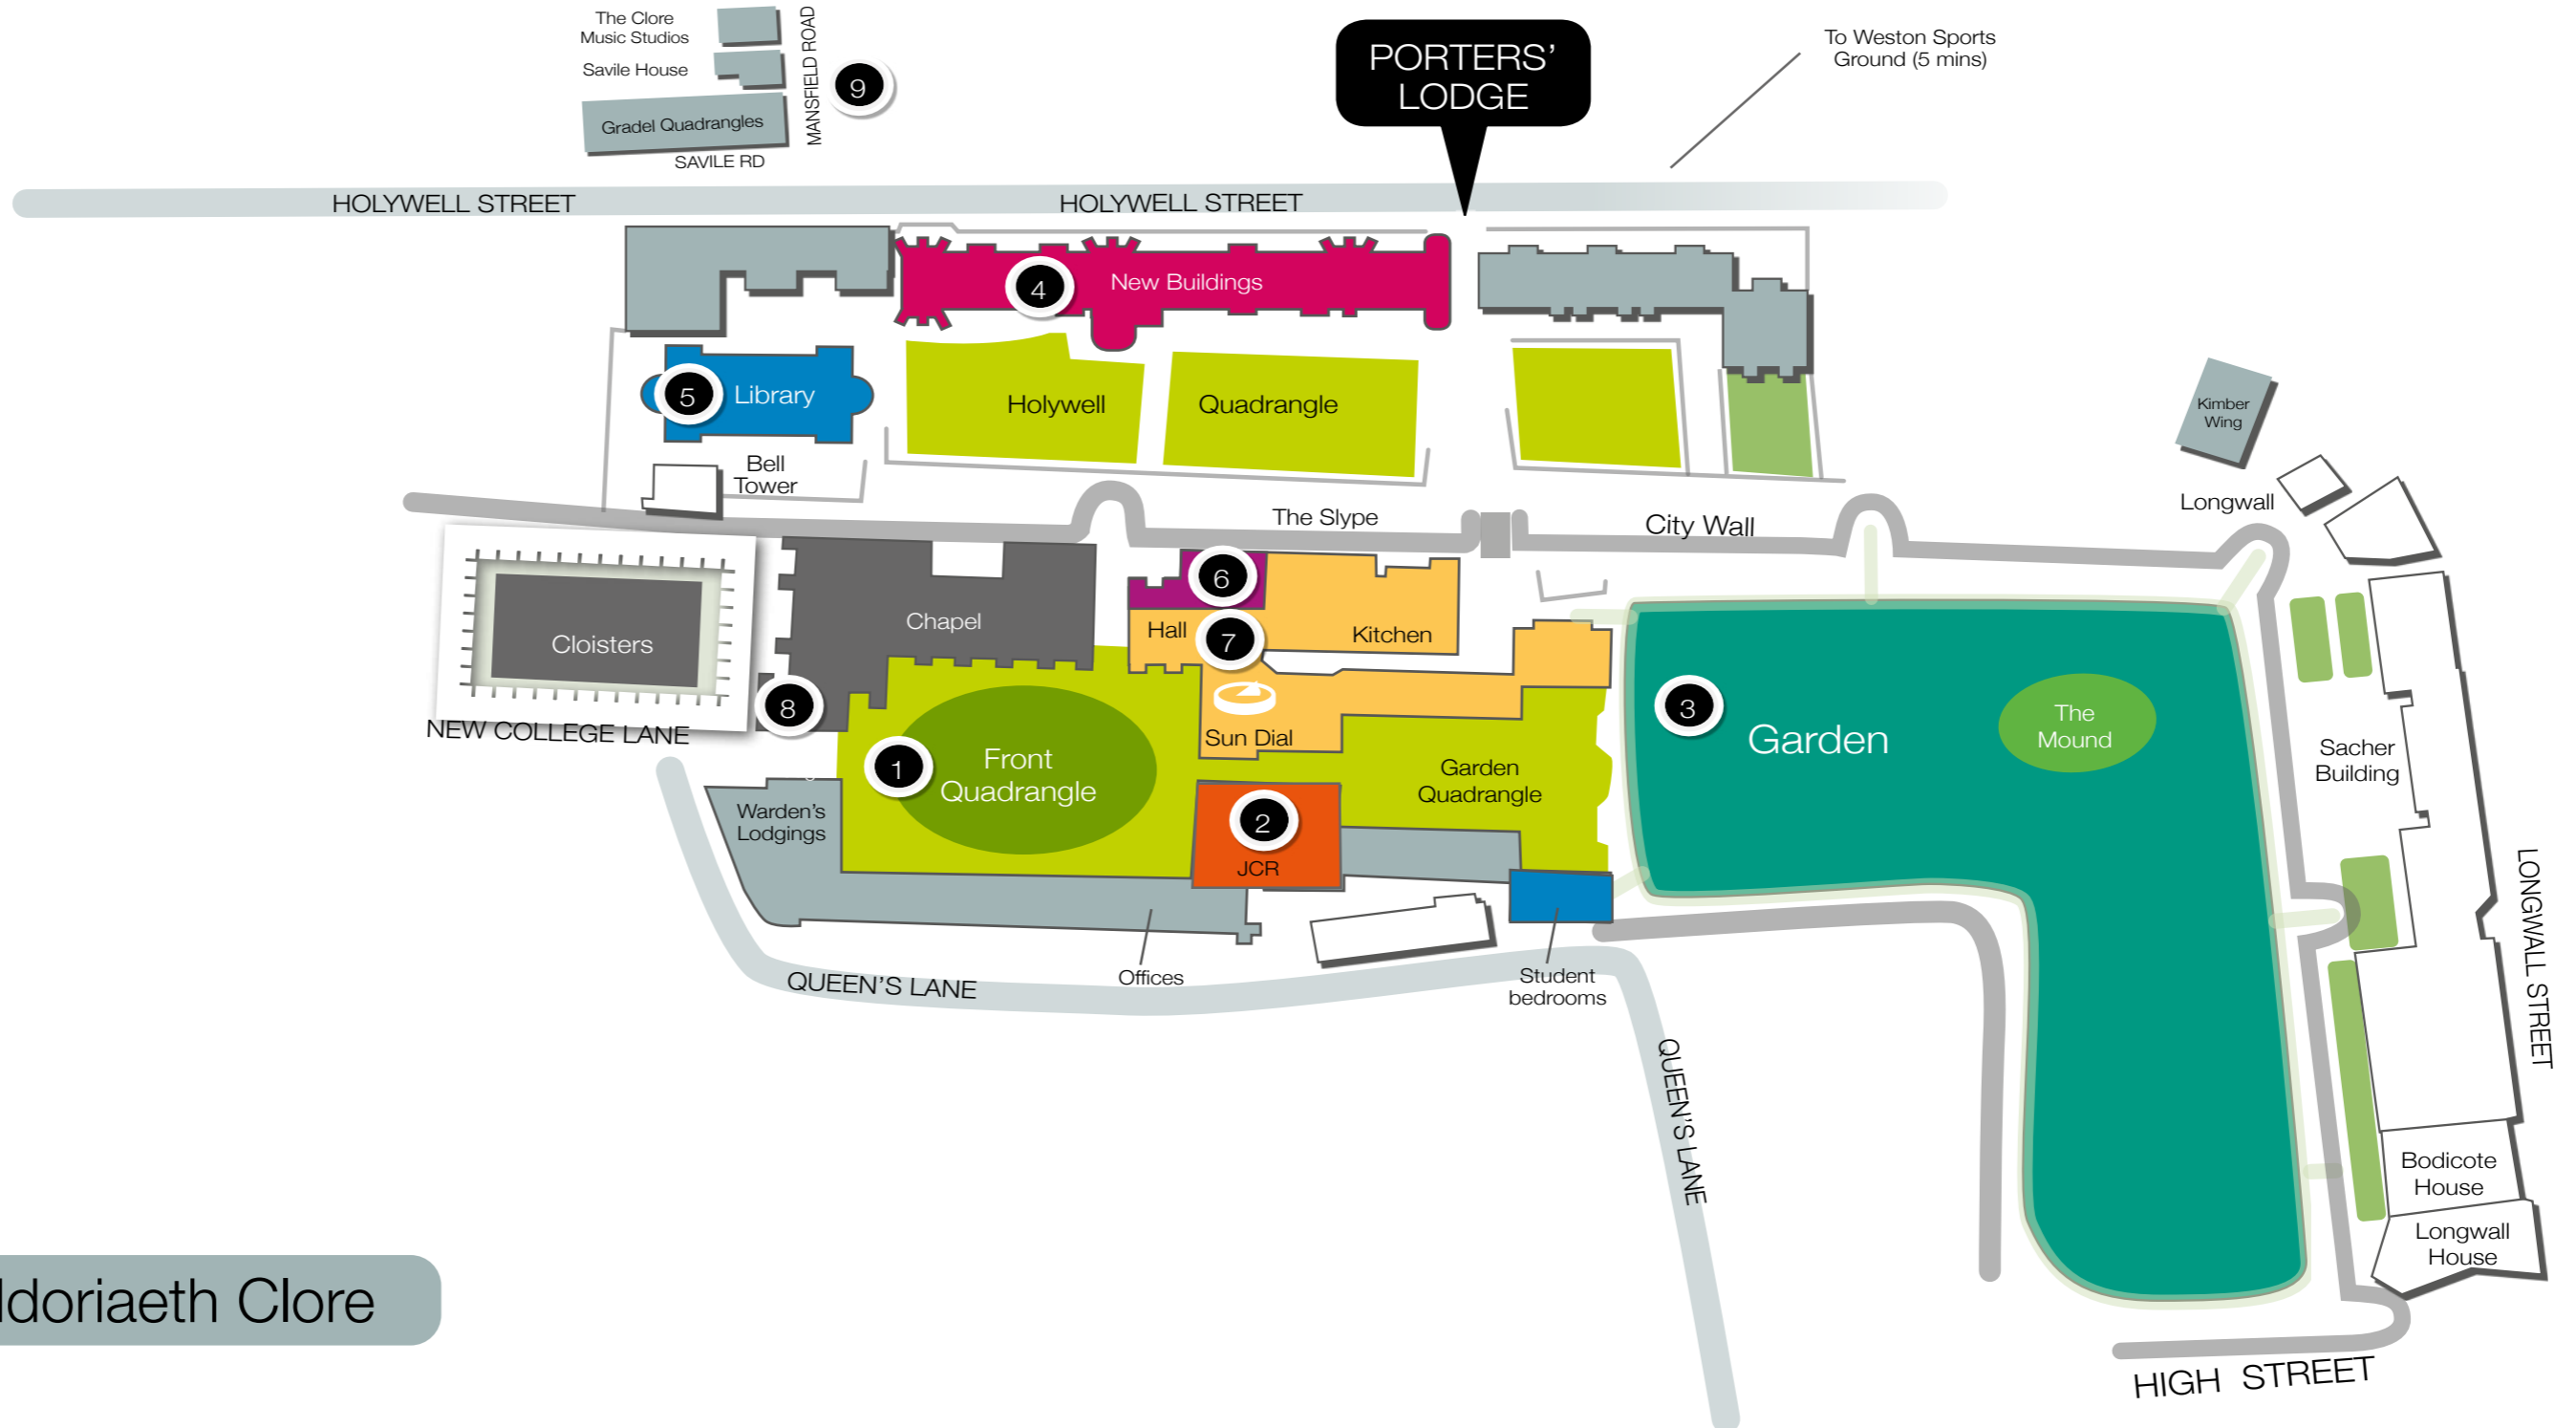 The Clore
Music Studios
Savile House
Gradel Quadrangles
SAVILE RD
MANSFIELD ROAD
9
PORTERS’
LODGE
To Weston Sports
Ground (5 mins)
HOLYWELL STREET
HOLYWELL STREET
4
New Buildings
5
Library
Holywell
Quadrangle
Bell
Tower
Kimber
Wing
Longwall
The Slype
City Wall
6
Cloisters
Chapel
Hall
7
Kitchen
8
NEW COLLEGE LANE
Sun Dial
1
Front
Quadrangle
Garden
Quadrangle
3
Garden
The
Mound
Sacher
Building
Warden’s
Lodgings
2
JCR
LONGWALL STREET
QUEEN’S LANE
Offices
Student
bedrooms
QUEEN’S LANE
Bodicote
House
Longwall
House
ldoriaeth Clore
HIGH STREET